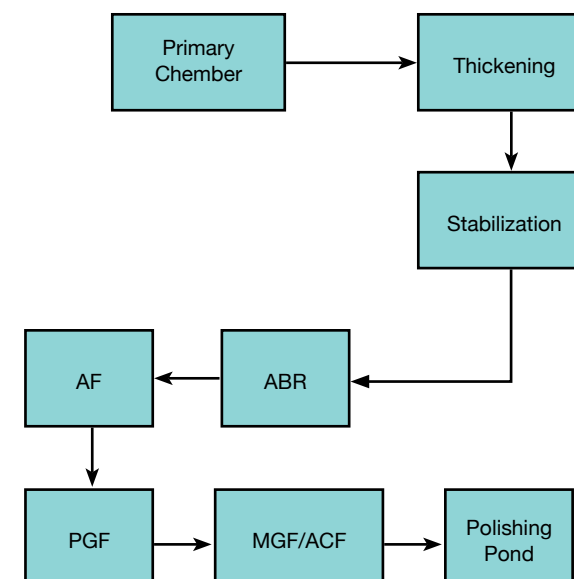 Primary
Chember
Thickening
Stabilization
ABR
AF
PGF
MGF/ACF
Polishing
Pond